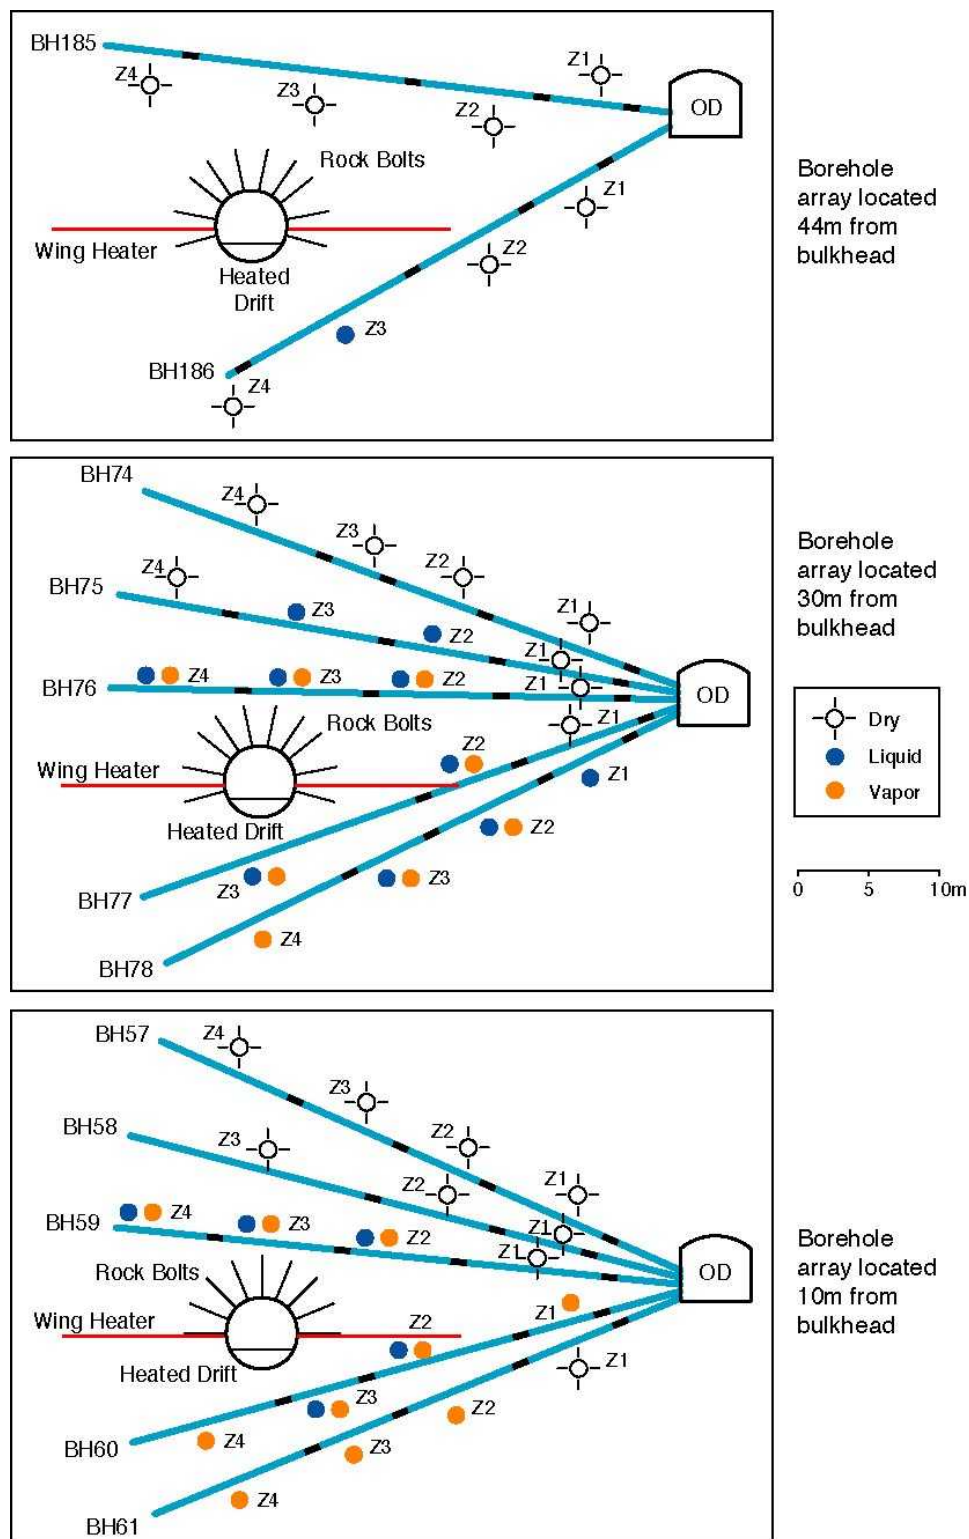 BH185
Z4
Z3
Z2
Z1
OD
Rock Bolts
Z1
Wing Heater
Z2
Heated
Drift
Z3
BH186
Z4
Borehole
array located
44m from
bulkhead
BH74
Z4
Z3
Z2
Z1
BH75
Z4
Z3
Z2
Z1
BH76
Z4
Z3
Z2
Z1
OD
Rock Bolts
Z1
Z2
Wing Heater
Z1
Heated Drift
Z2
Z3
Z3
BH77
Z4
BH78
Borehole
array located
30m from
bulkhead
Dry
Liquid
Vapor
0 5 10m
BH57
Z4
Z3
Z2
Z1
BH58
Z3
Z2
Z1
BH59
Z4
Z3
Z2
Z1
OD
Rock Bolts
Z1
Wing Heater
Z2
Z1
Heated Drift
Z3
Z2
BH60
Z4
Z3
Z4
BH61
Borehole
array located
10m from
bulkhead